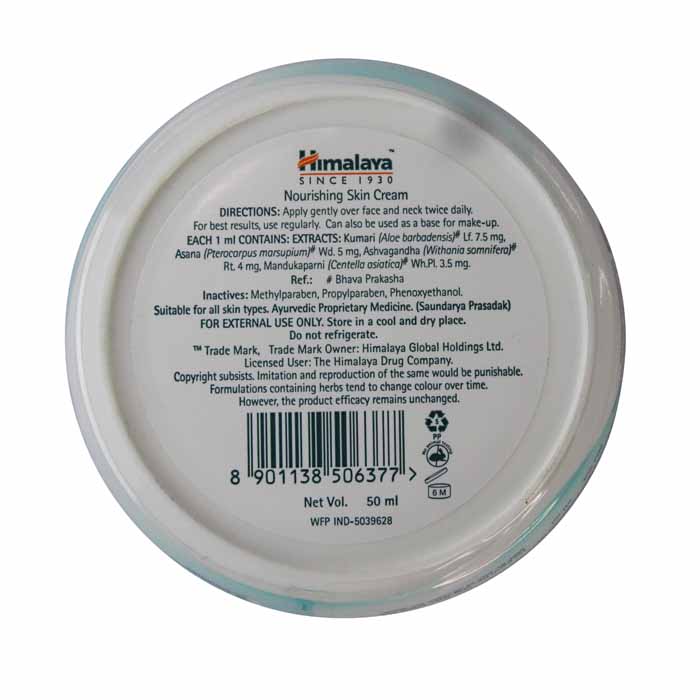 Himalaya™
SINCE 1930
Nourishing Skin Cream
DIRECTIONS: Apply gently over face and neck twice daily.
For best results, use regularly. Can also be used as a base for make-up.
EACH 1 ml CONTAINS: EXTRACTS: Kumari (Aloe barbadensis)# Lf. 7.5 mg,
Asana (Pterocarpus marsupium)# Wd. 5 mg, Ashvagandha (Withania somnifera)#
Rt. 4 mg, Mandukaparni (Centella asiatica)# Wh.Pl. 3.5 mg.
Ref.: # Bhava Prakasha
Inactives: Methylparaben, Propylparaben, Phenoxyethanol.
Suitable for all skin types. Ayurvedic Proprietary Medicine. (Saundarya Prasadak)
FOR EXTERNAL USE ONLY. Store in a cool and dry place.
Do not refrigerate.
™ Trade Mark, Trade Mark Owner: Himalaya Global Holdings Ltd.
Licensed User: The Himalaya Drug Company.
Copyright subsists. Imitation and reproduction of the same would be punishable.
Formulations containing herbs tend to change colour over time.
However, the product efficacy remains unchanged.
5
PP
8 901138 506377 >
6 M
Net Vol. 50 ml
WFP IND-5039628